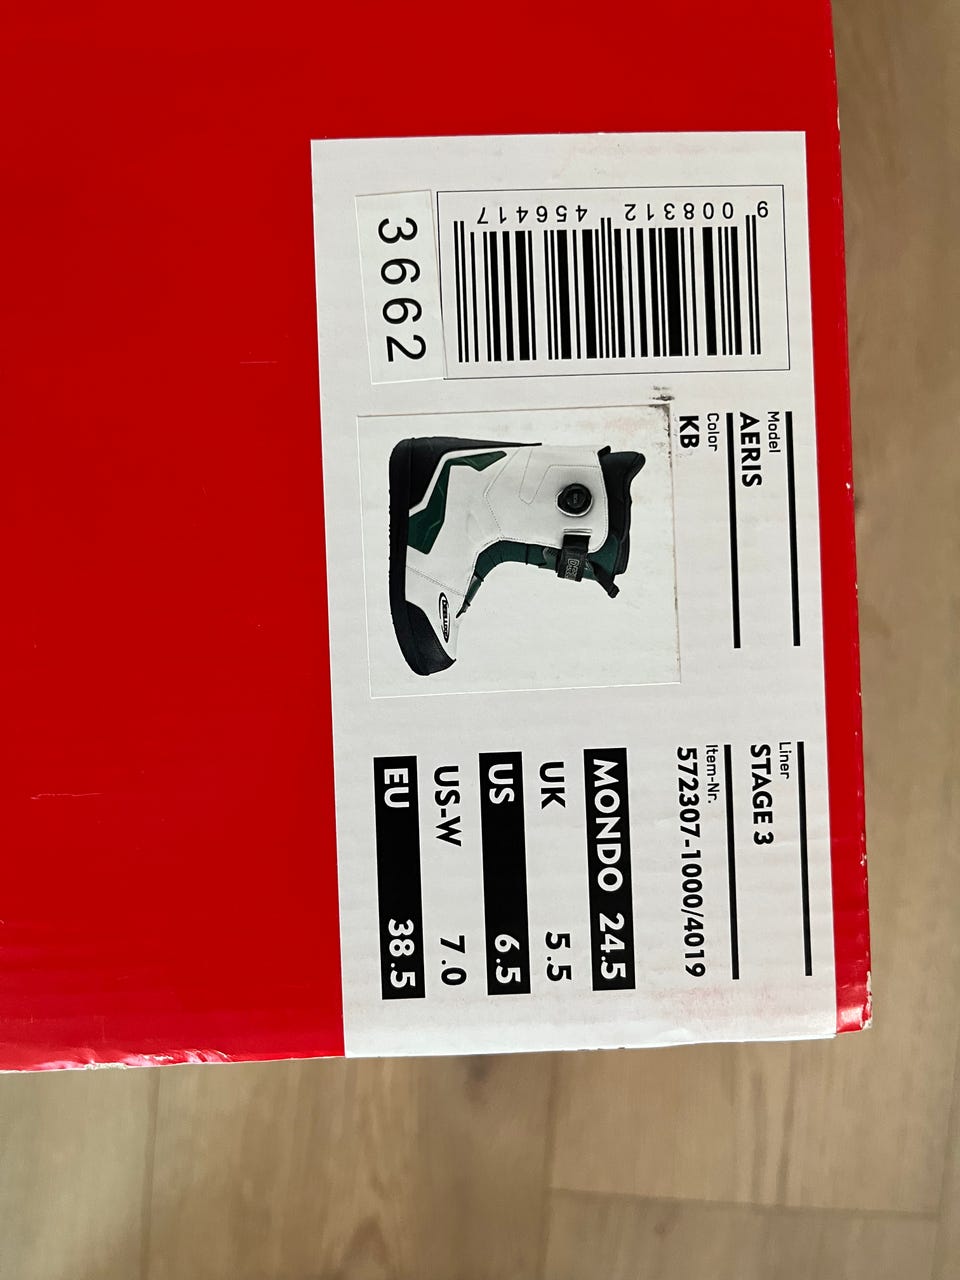 Model
AERIS
Color
KB
Liner
STAGE 3
Item-Nr.
572307-1000/4019
9 008312 456417
3662
DEELUXE
MONDO 24.5
UK 5.5
US 6.5
US-W 7.0
EU 38.5